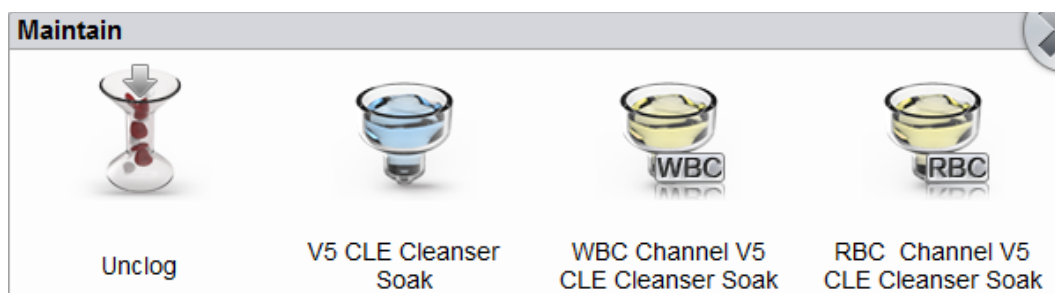 Maintain
WBC
RBC
Unclog
V5 CLE Cleanser
Soak
WBC Channel V5
CLE Cleanser Soak
RBC Channel V5
CLE Cleanser Soak